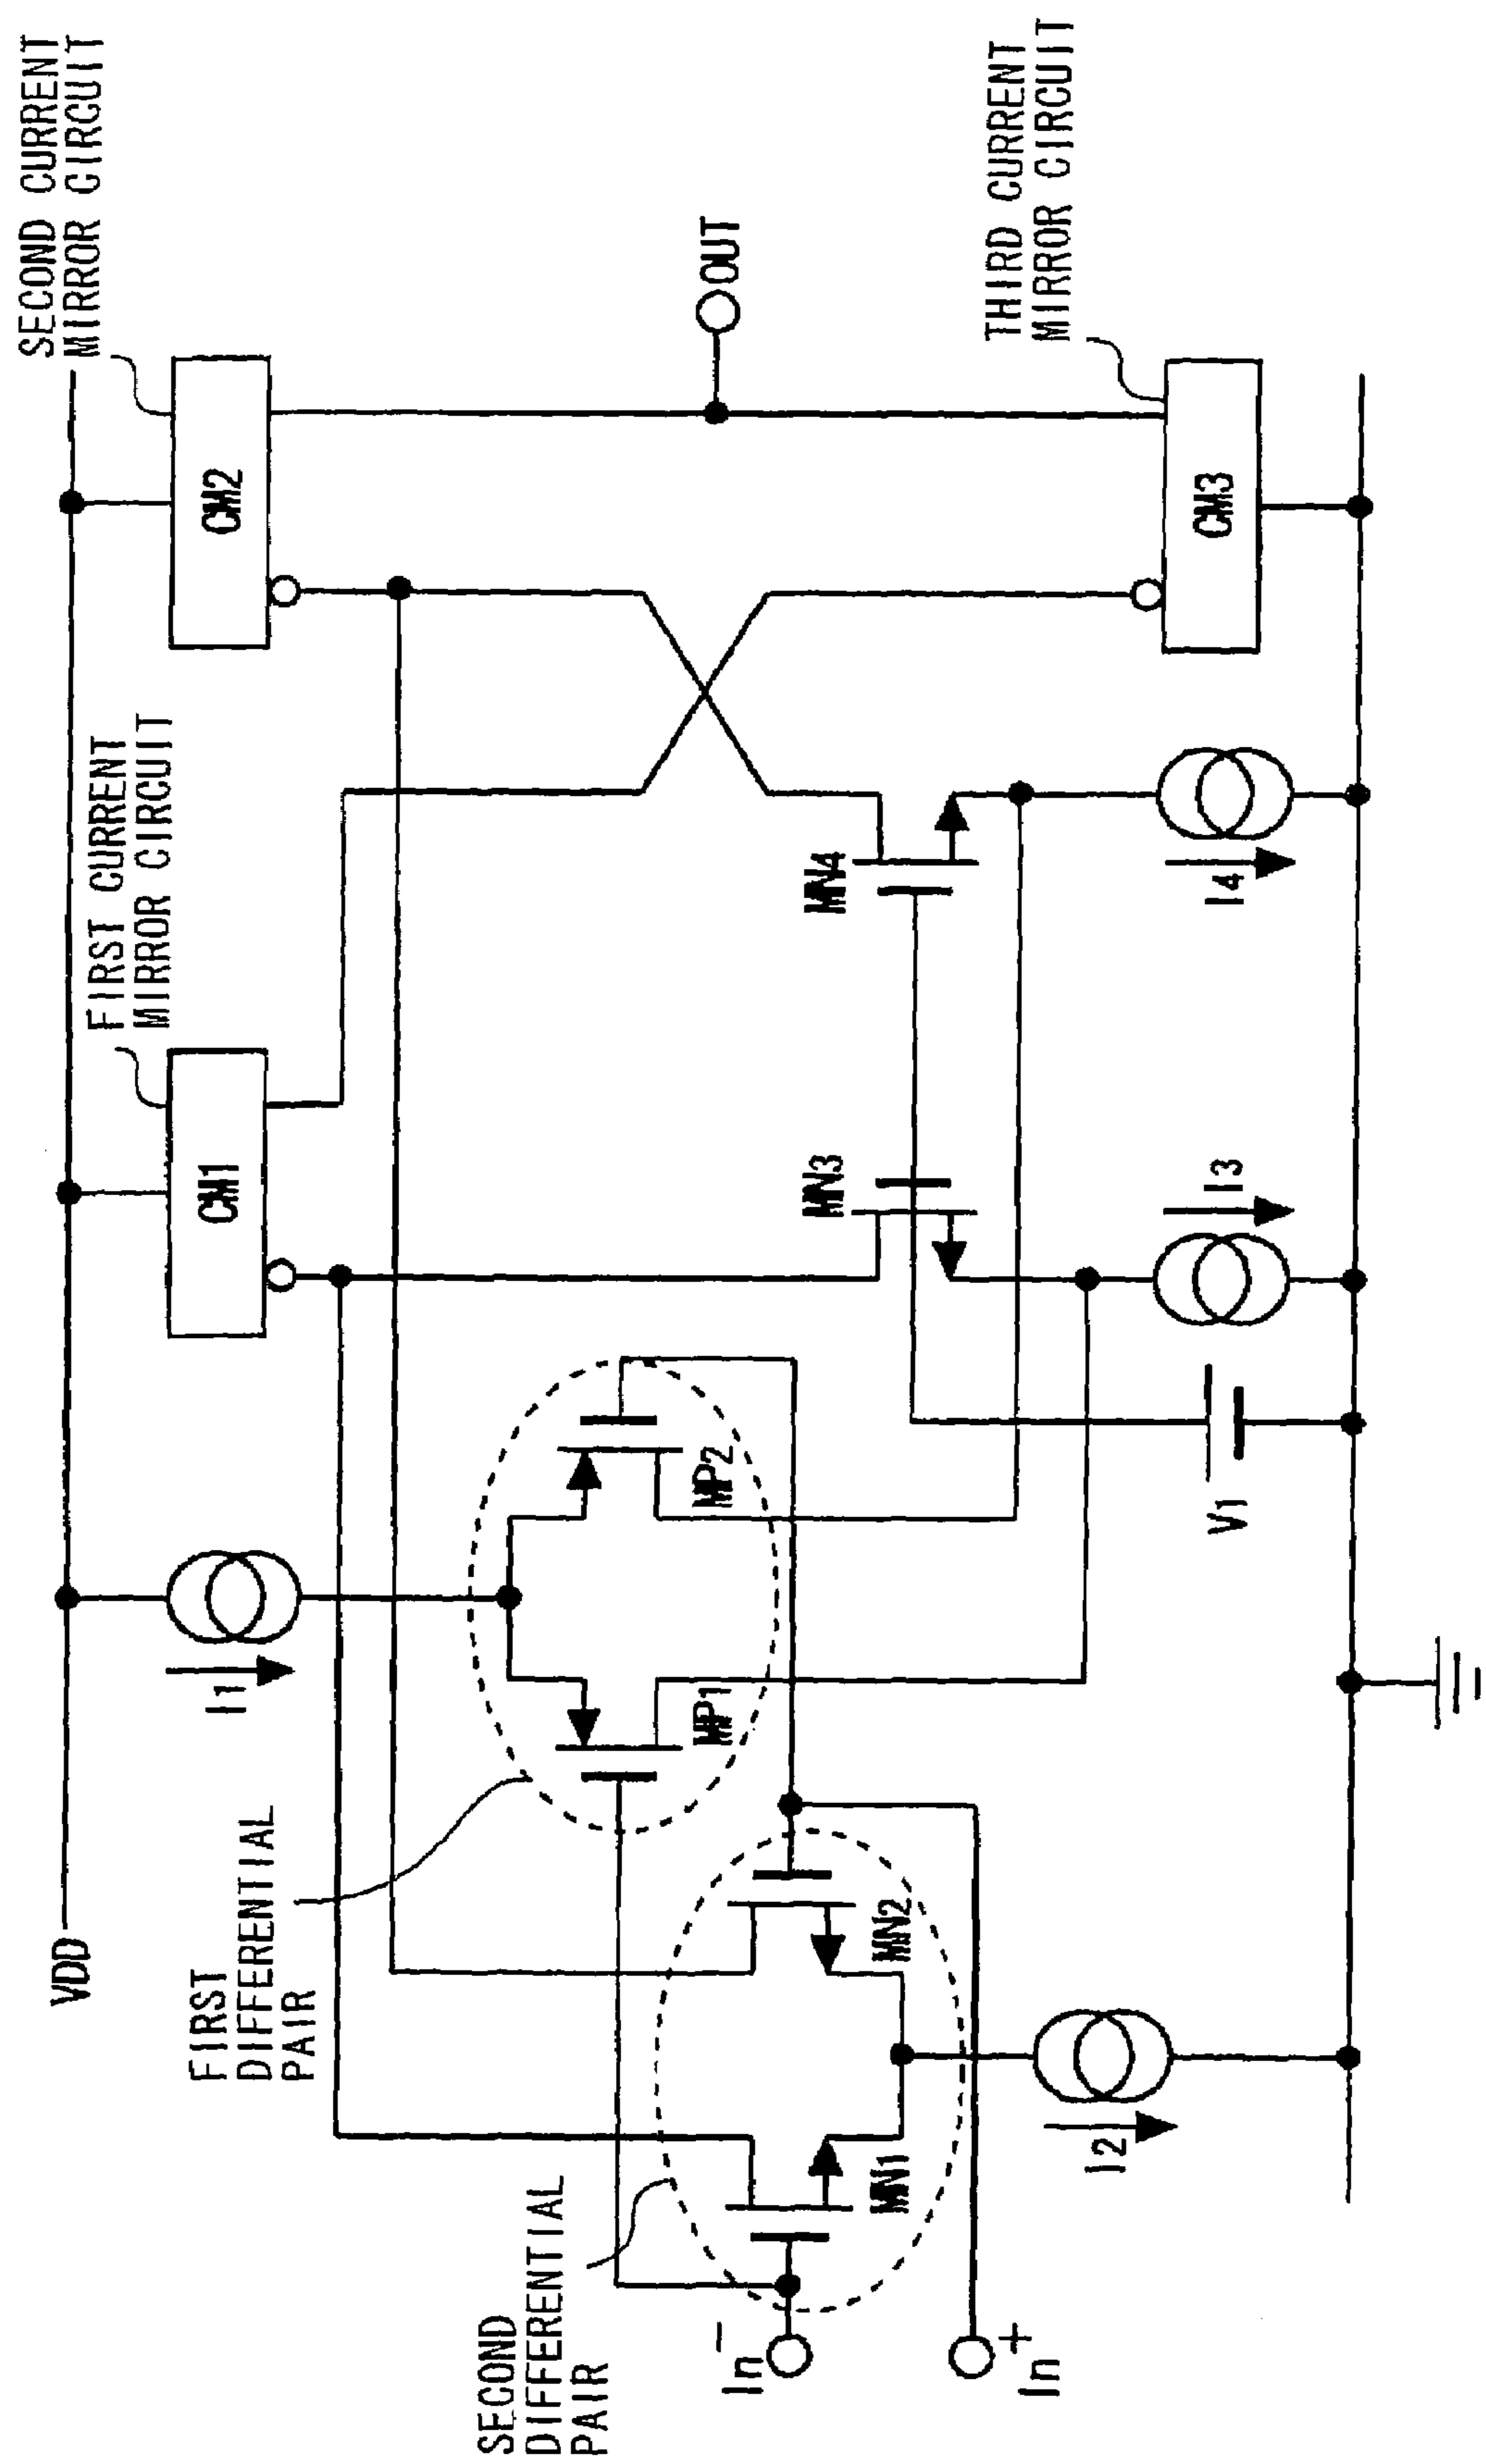 SECOND CURRENT
MIRROR CIRCUIT
FIRST CURRENT
MIRROR CIRCUIT
VDD
FIRST
DIFFERENTIAL
PAIR
I1
CM1
CM2
OUT
MP1
MP2
SECOND
DIFFERENTIAL
PAIR
MN1
MN2
MN3
MN4
In
−
In
+
I2
V1
I3
I4
CM3
THIRD CURRENT
MIRROR CIRCUIT